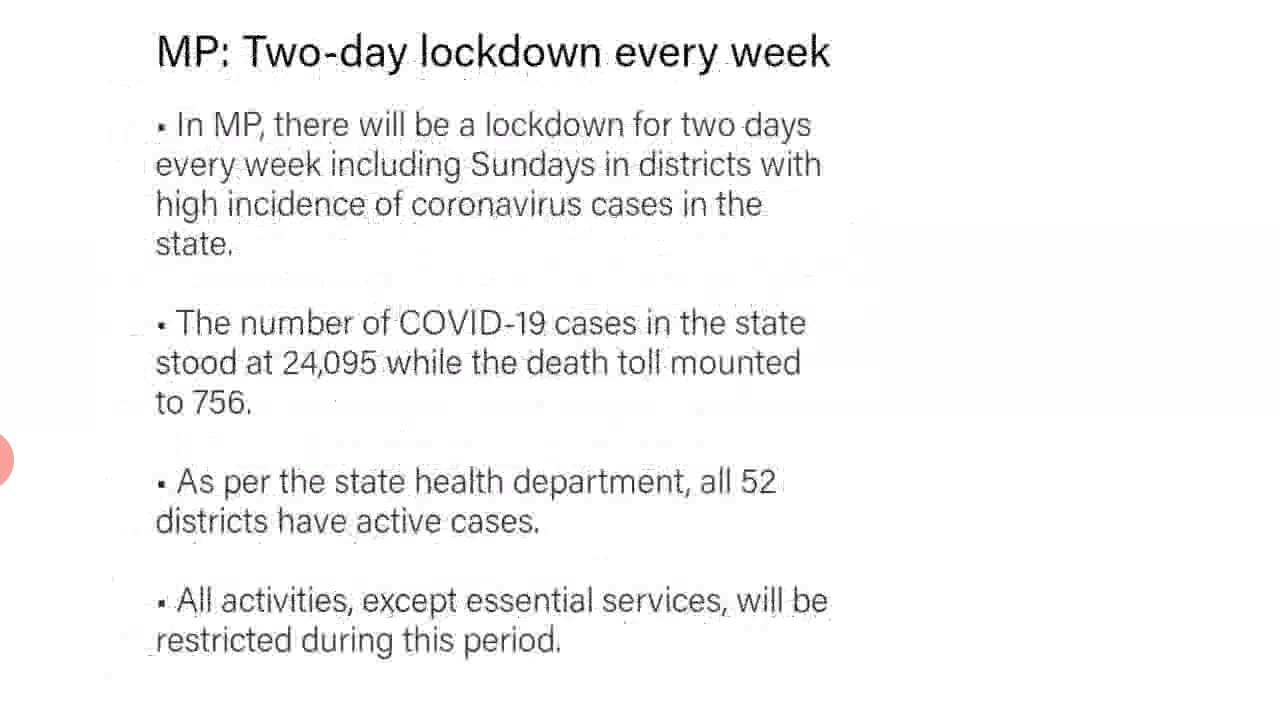 MP: Two-day lockdown every week
▪ In MP, there will be a lockdown for two days
every week including Sundays in districts with
high incidence of coronavirus cases in the
state.
▪ The number of COVID-19 cases in the state
stood at 24,095 while the death toll mounted
to 756.
▪ As per the state health department, all 52
districts have active cases.
▪ All activities, except essential services, will be
restricted during this period.